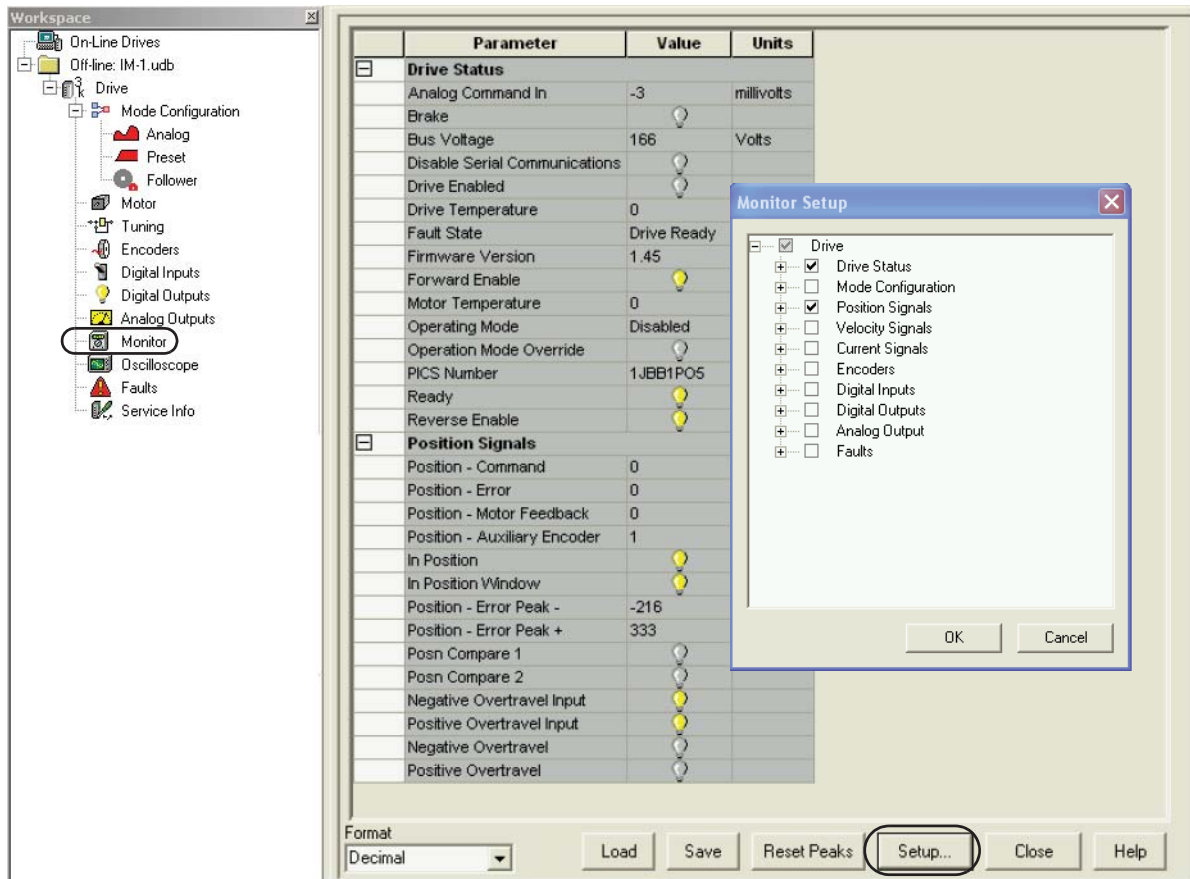 Workspace
On-Line Drives
Off-line: IM-1.udb
Drive
Mode Configuration
Analog
Preset
Follower
Motor
Tuning
Encoders
Digital Inputs
Digital Outputs
Analog Outputs
Monitor
Oscilloscope
Faults
Service Info
Parameter Value Units
Drive Status
Analog Command In -3 millivolts
Brake
Bus Voltage 166 Volts
Disable Serial Communications
Drive Enabled
Drive Temperature 0
Fault State Drive Ready
Firmware Version 1.45
Forward Enable
Motor Temperature 0
Operating Mode Disabled
Operation Mode Override
PICS Number 1JBB1PO5
Ready
Reverse Enable
Position Signals
Position - Command 0
Position - Error 0
Position - Motor Feedback 0
Position - Auxiliary Encoder 1
In Position
In Position Window
Position - Error Peak - -216
Position - Error Peak + 333
Posn Compare 1
Posn Compare 2
Negative Overtravel Input
Positive Overtravel Input
Negative Overtravel
Positive Overtravel
Monitor Setup
Drive
Drive Status
Mode Configuration
Position Signals
Velocity Signals
Current Signals
Encoders
Digital Inputs
Digital Outputs
Analog Output
Faults
OK Cancel
Format
Decimal
Load Save Reset Peaks Setup... Close Help